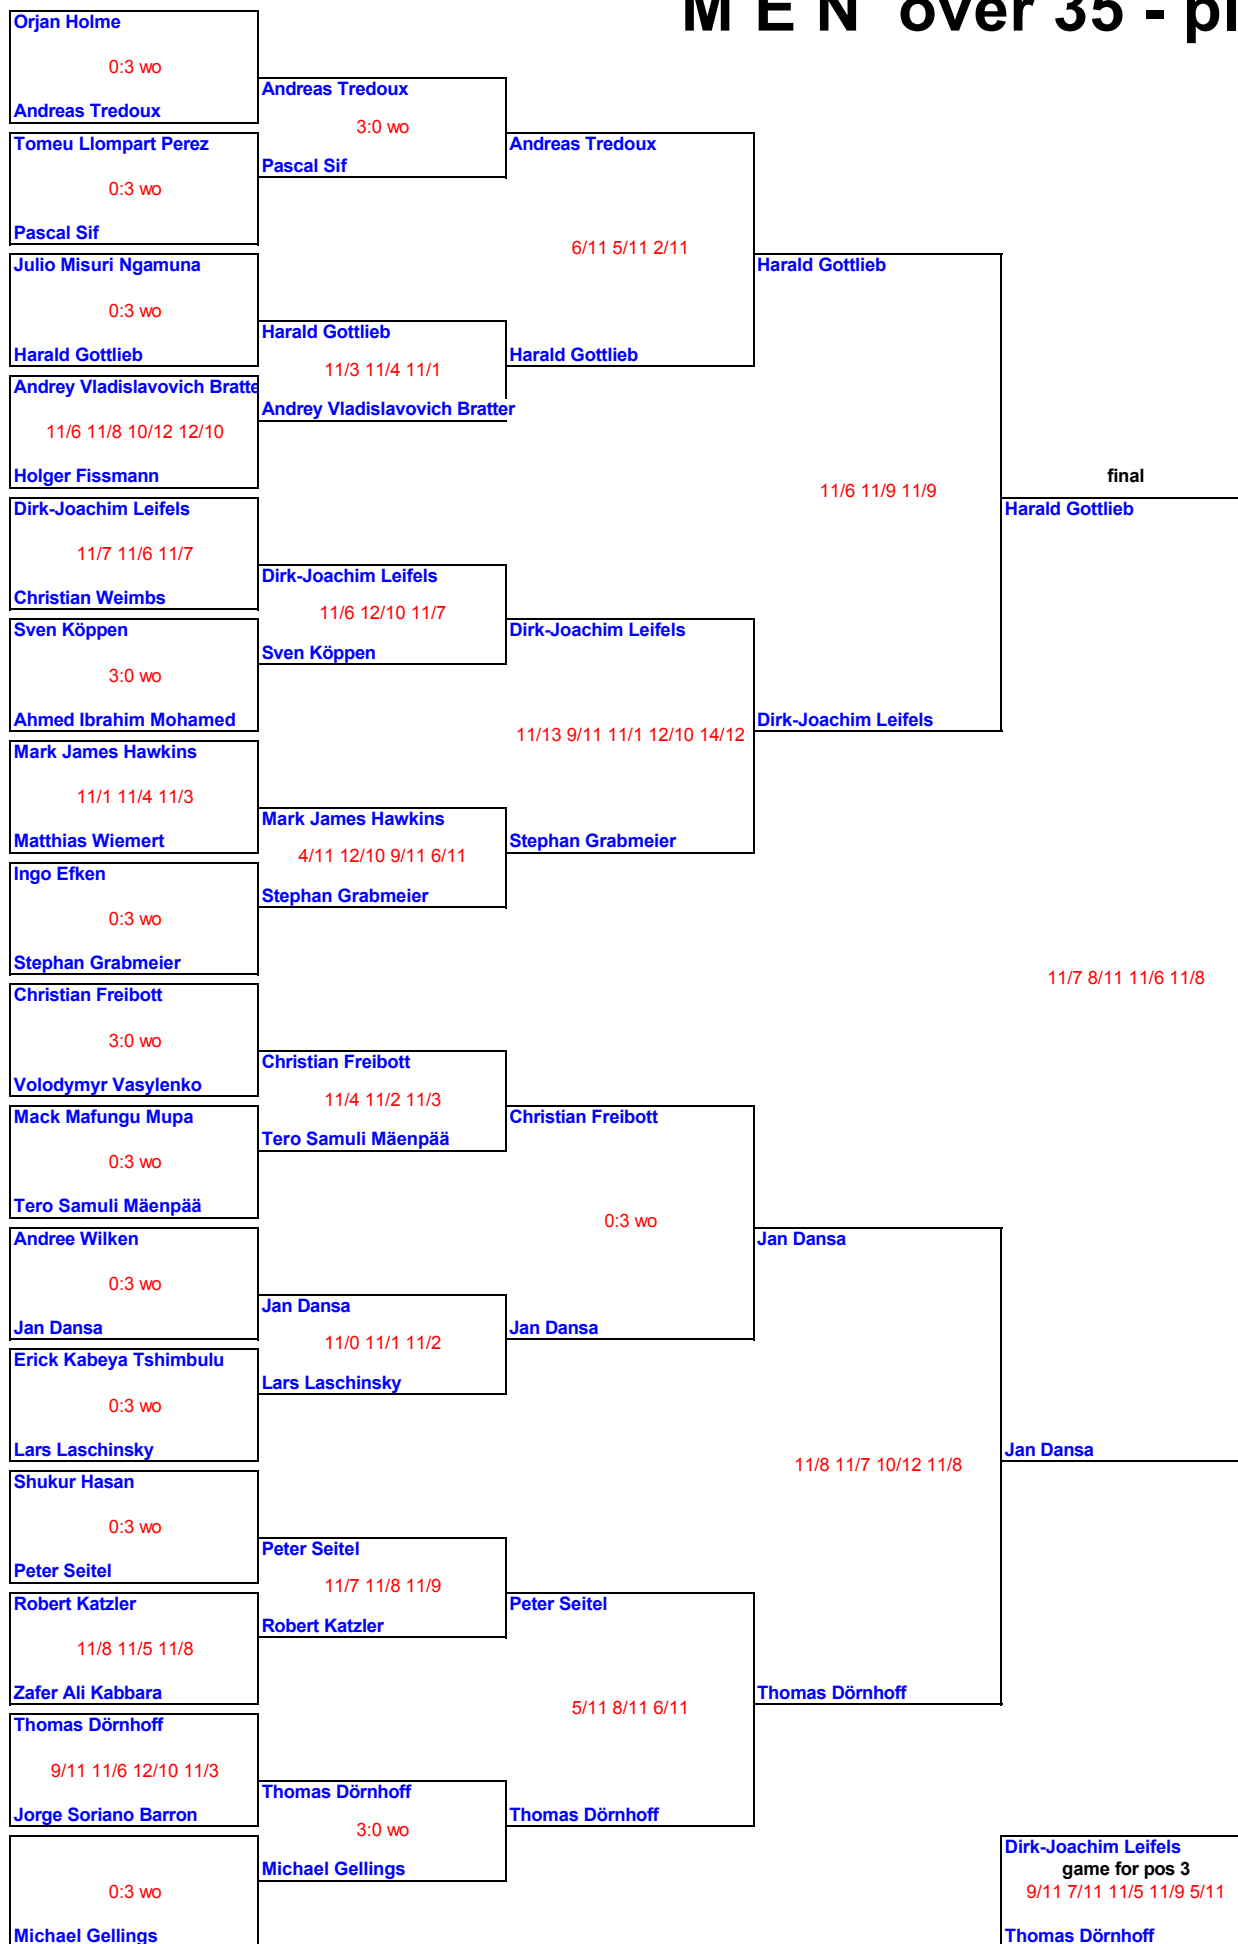 M E N over 35 - pl
Orjan Holme
0:3 wo
Andreas Tredoux
Tomeu Llompart Perez
0:3 wo
Pascal Sif
Julio Misuri Ngamuna
0:3 wo
Harald Gottlieb
Andrey Vladislavovich Bratte
11/6 11/8 10/12 12/10
Holger Fissmann
Dirk-Joachim Leifels
11/7 11/6 11/7
Christian Weimbs
Sven Köppen
3:0 wo
Ahmed Ibrahim Mohamed
Mark James Hawkins
11/1 11/4 11/3
Matthias Wiemert
Ingo Efken
0:3 wo
Stephan Grabmeier
Christian Freibott
3:0 wo
Volodymyr Vasylenko
Mack Mafungu Mupa
0:3 wo
Tero Samuli Mäenpää
Andree Wilken
0:3 wo
Jan Dansa
Erick Kabeya Tshimbulu
0:3 wo
Lars Laschinsky
Shukur Hasan
0:3 wo
Peter Seitel
Robert Katzler
11/8 11/5 11/8
Zafer Ali Kabbara
Thomas Dörnhoff
9/11 11/6 12/10 11/3
Jorge Soriano Barron
0:3 wo
Michael Gellings
Andreas Tredoux
3:0 wo
Pascal Sif
Harald Gottlieb
11/3 11/4 11/1
Andrey Vladislavovich Bratter
Dirk-Joachim Leifels
11/6 12/10 11/7
Sven Köppen
Mark James Hawkins
4/11 12/10 9/11 6/11
Stephan Grabmeier
Christian Freibott
11/4 11/2 11/3
Tero Samuli Mäenpää
Jan Dansa
11/0 11/1 11/2
Lars Laschinsky
Peter Seitel
11/7 11/8 11/9
Robert Katzler
Thomas Dörnhoff
3:0 wo
Michael Gellings
Andreas Tredoux
6/11 5/11 2/11
Harald Gottlieb
Dirk-Joachim Leifels
11/13 9/11 11/1 12/10 14/12
Stephan Grabmeier
Christian Freibott
0:3 wo
Jan Dansa
Peter Seitel
5/11 8/11 6/11
Thomas Dörnhoff
Harald Gottlieb
11/6 11/9 11/9
Dirk-Joachim Leifels
Jan Dansa
11/8 11/7 10/12 11/8
Thomas Dörnhoff
final
Harald Gottlieb
11/7 8/11 11/6 11/8
Jan Dansa
Dirk-Joachim Leifels
game for pos 3
9/11 7/11 11/5 11/9 5/11
Thomas Dörnhoff